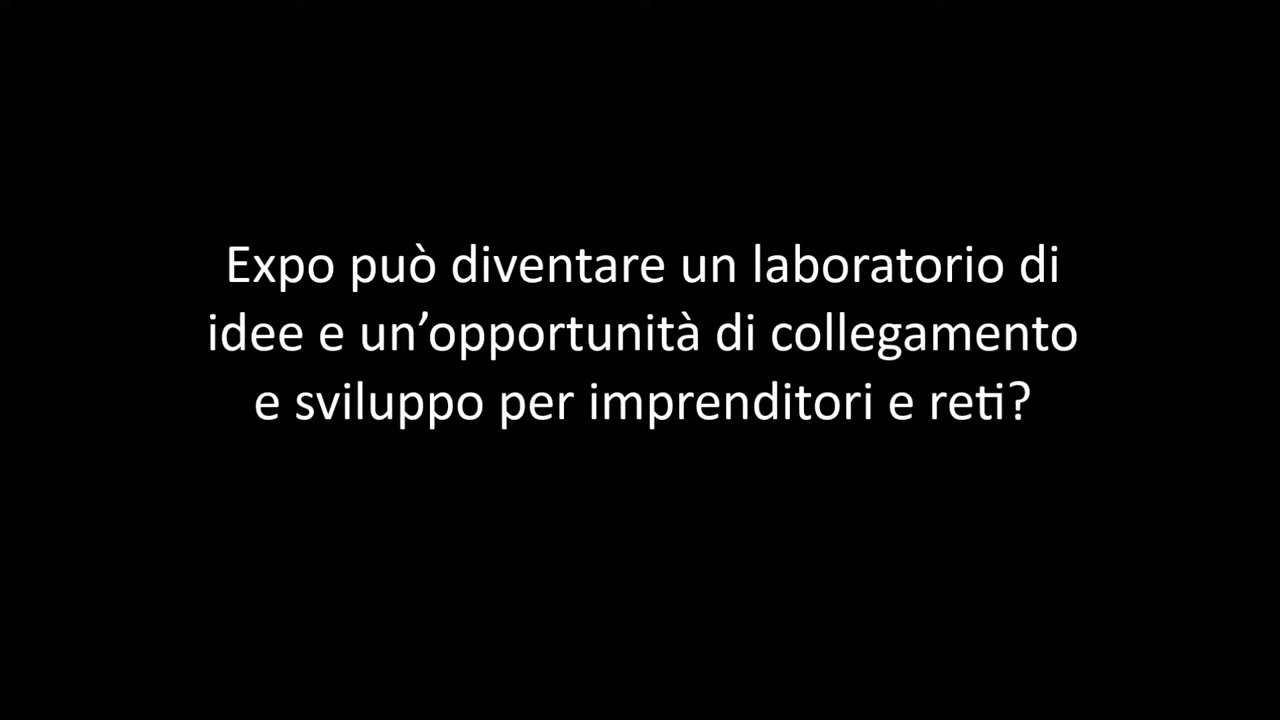 Expo può diventare un laboratorio di
idee e un’opportunità di collegamento
e sviluppo per imprenditori e reti?